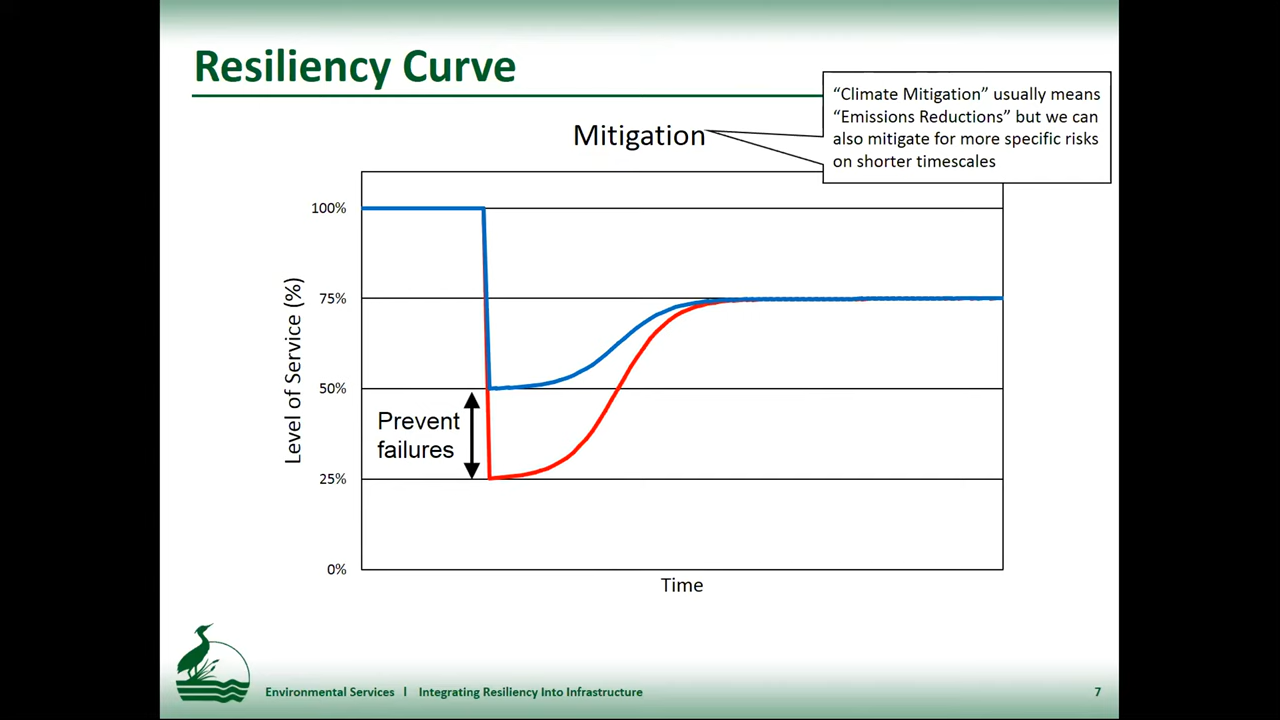 Resiliency Curve
“Climate Mitigation” usually means
“Emissions Reductions” but we can
also mitigate for more specific risks
on shorter timescales
Mitigation
100%
75%
50%
25%
0%
Level of Service (%)
Prevent
failures
Time
Environmental Services | Integrating Resiliency Into Infrastructure
7